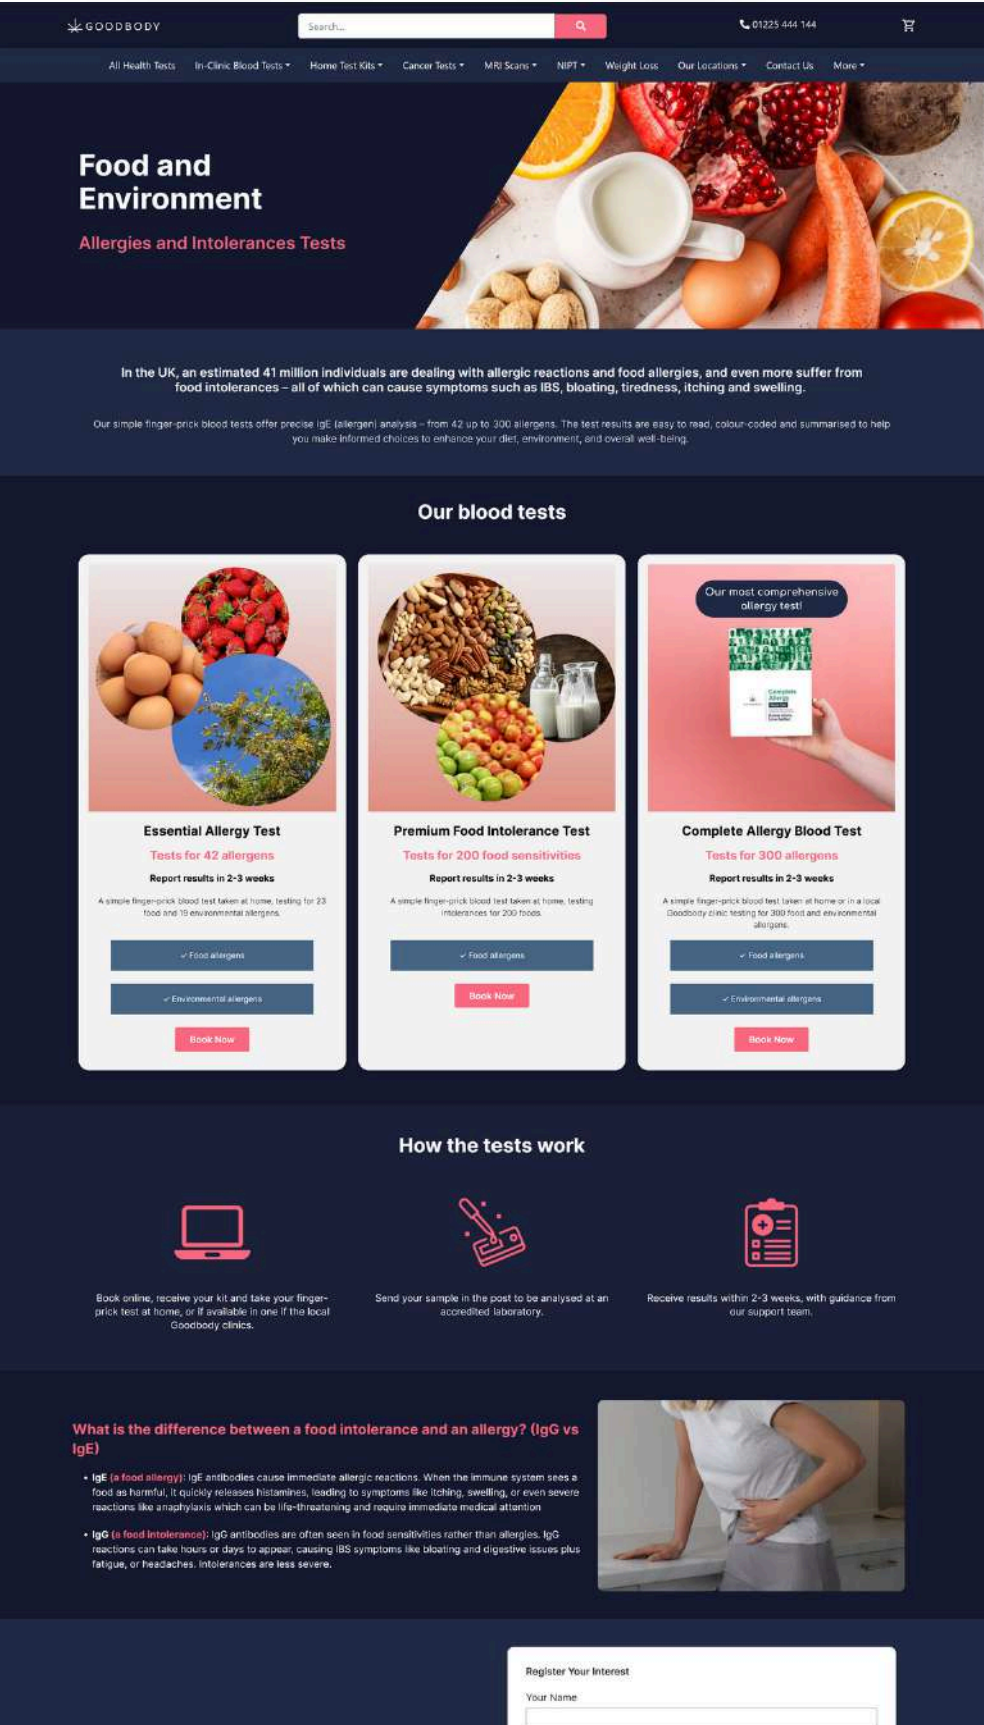 GOODBODY
Search...
01225 444 144
All Health Tests
In-Clinic Blood Tests
Home Test Kits
Cancer Tests
MRI Scans
NIPT
Weight Loss
Our Locations
Contact Us
More
Food and
Environment
Allergies and Intolerances Tests
In the UK, an estimated 41 million individuals are dealing with allergic reactions and food allergies, and even more suffer from
food intolerances – all of which can cause symptoms such as IBS, bloating, tiredness, itching and swelling.
Our simple finger-prick blood tests offer precise IgE (allergen) analysis – from 42 up to 300 allergens. The test results are easy to read, colour-coded and summarised to help
you make informed choices to enhance your diet, environment, and overall well-being.
Our blood tests
Essential Allergy Test
Tests for 42 allergens
Report results in 2-3 weeks
A simple finger-prick blood test taken at home, testing for 23
food and 19 environmental allergens.
✓ Food allergens
✓ Environmental allergens
Book Now
Premium Food Intolerance Test
Tests for 200 food sensitivities
Report results in 2-3 weeks
A simple finger-prick blood test taken at home, testing
intolerances for 200 foods.
✓ Food allergens
Book Now
Our most comprehensive
allergy test!
Complete
Allergy
Complete Allergy Blood Test
Tests for 300 allergens
Report results in 2-3 weeks
A simple finger-prick blood test taken at home or in a local
Goodbody clinic testing for 300 food and environmental
allergens.
✓ Food allergens
✓ Environmental allergens
Book Now
How the tests work
Book online, receive your kit and take your finger-
prick test at home, or if available in one if the local
Goodbody clinics.
Send your sample in the post to be analysed at an
accredited laboratory.
Receive results within 2-3 weeks, with guidance from
our support team.
What is the difference between a food intolerance and an allergy? (IgG vs
IgE)
• IgE (a food allergy): IgE antibodies cause immediate allergic reactions. When the immune system sees a
food as harmful, it quickly releases histamines, leading to symptoms like itching, swelling, or even severe
reactions like anaphylaxis which can be life-threatening and require immediate medical attention
• IgG (a food intolerance): IgG antibodies are often seen in food sensitivities rather than allergies. IgG
reactions can take hours or days to appear, causing IBS symptoms like bloating and digestive issues plus
fatigue, or headaches. Intolerances are less severe.
Register Your Interest
Your Name